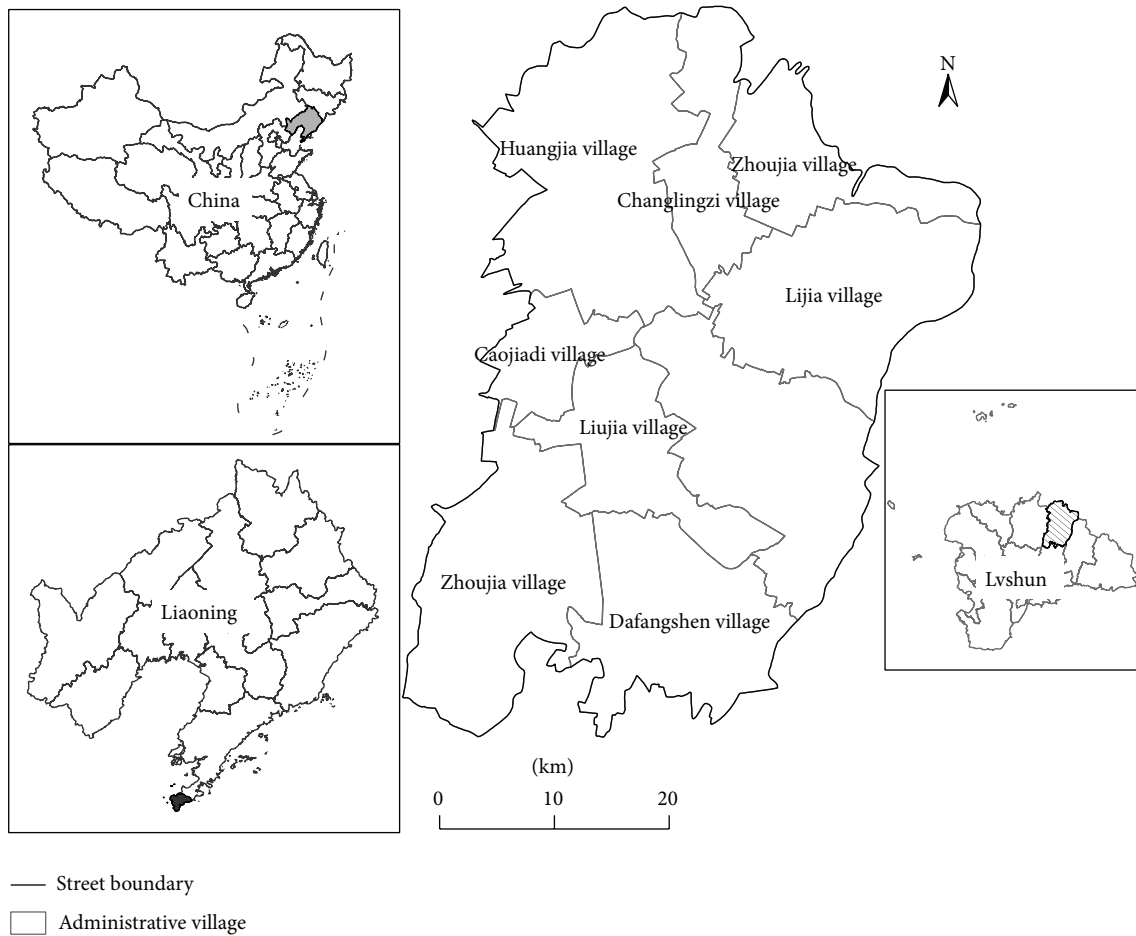 N
Huangjia village
Zhoujia village
China
Changlingzi village
Lijia village
Caojiadi village
Liujia village
Zhoujia village
Lvshun
Liaoning
Dafangshen village
(km)
0 10 20
Street boundary
Administrative village